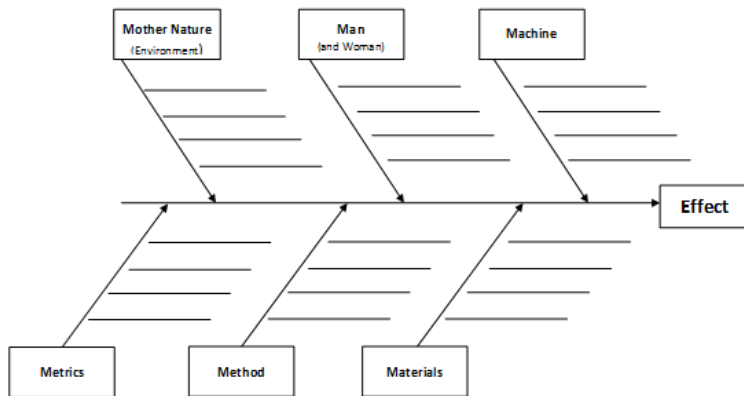 Mother Nature
(Environment)
Man
(and Woman)
Machine
Effect
Metrics
Method
Materials